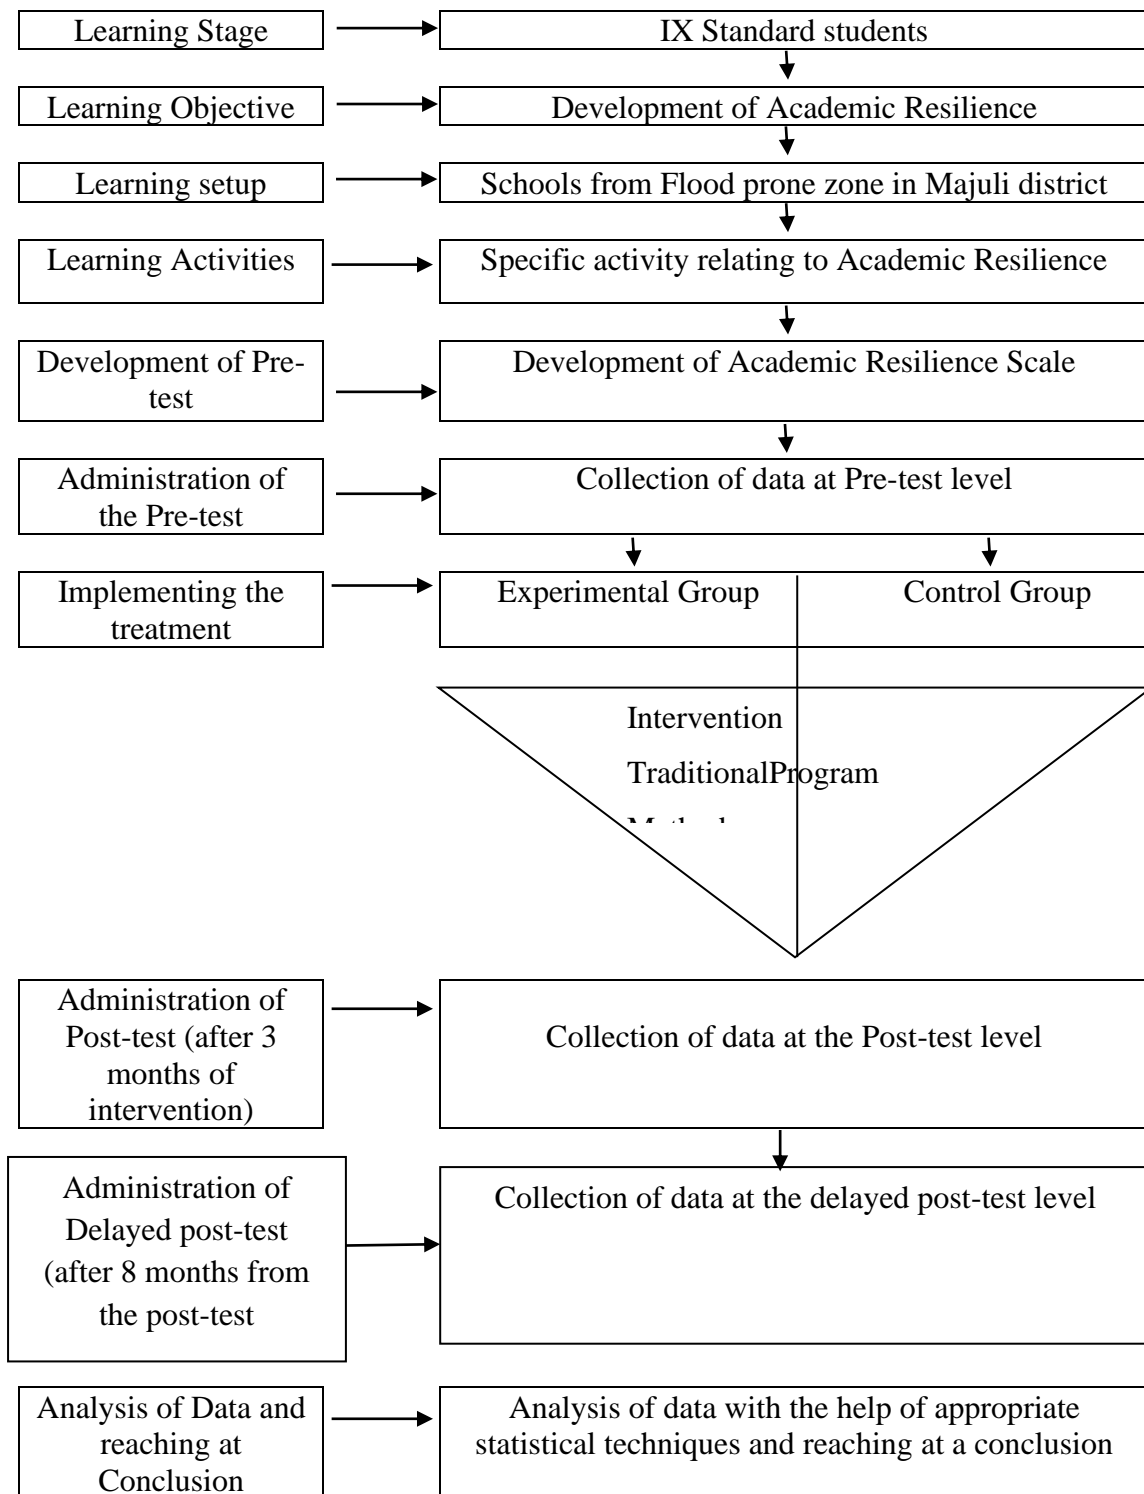 Learning Stage
IX Standard students
Learning Objective
Development of Academic Resilience
Learning setup
Schools from Flood prone zone in Majuli district
Learning Activities
Specific activity relating to Academic Resilience
Development of Pre-
test
Development of Academic Resilience Scale
Administration of
the Pre-test
Collection of data at Pre-test level
Implementing the
treatment
Experimental Group
Control Group
Intervention
TraditionalProgram
Administration of
Post-test (after 3
months of
intervention)
Collection of data at the Post-test level
Administration of
Delayed post-test
(after 8 months from
the post-test
Collection of data at the delayed post-test level
Analysis of Data and
reaching at
Conclusion
Analysis of data with the help of appropriate
statistical techniques and reaching at a conclusion